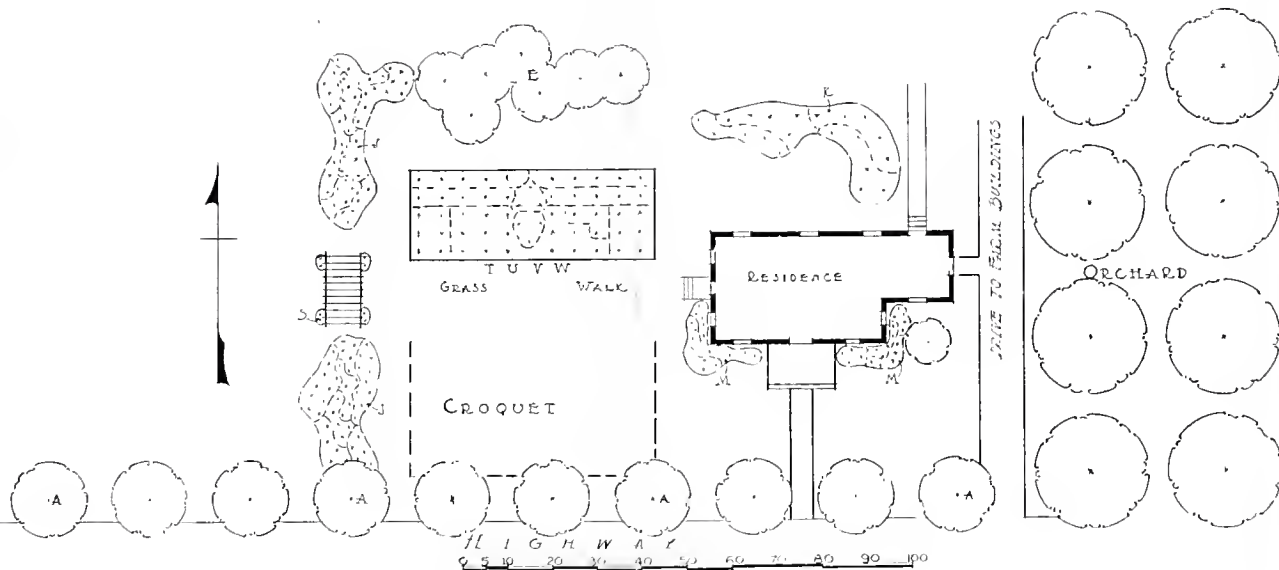 E
K
J
DRIVE TO FARM BUILDINGS
T U V W
GRASS WALK
RESIDENCE
ORCHARD
S
J
M M
CROQUET
A A A A
HIGHWAY
0 5 10 20 30 40 50 60 70 80 90 100